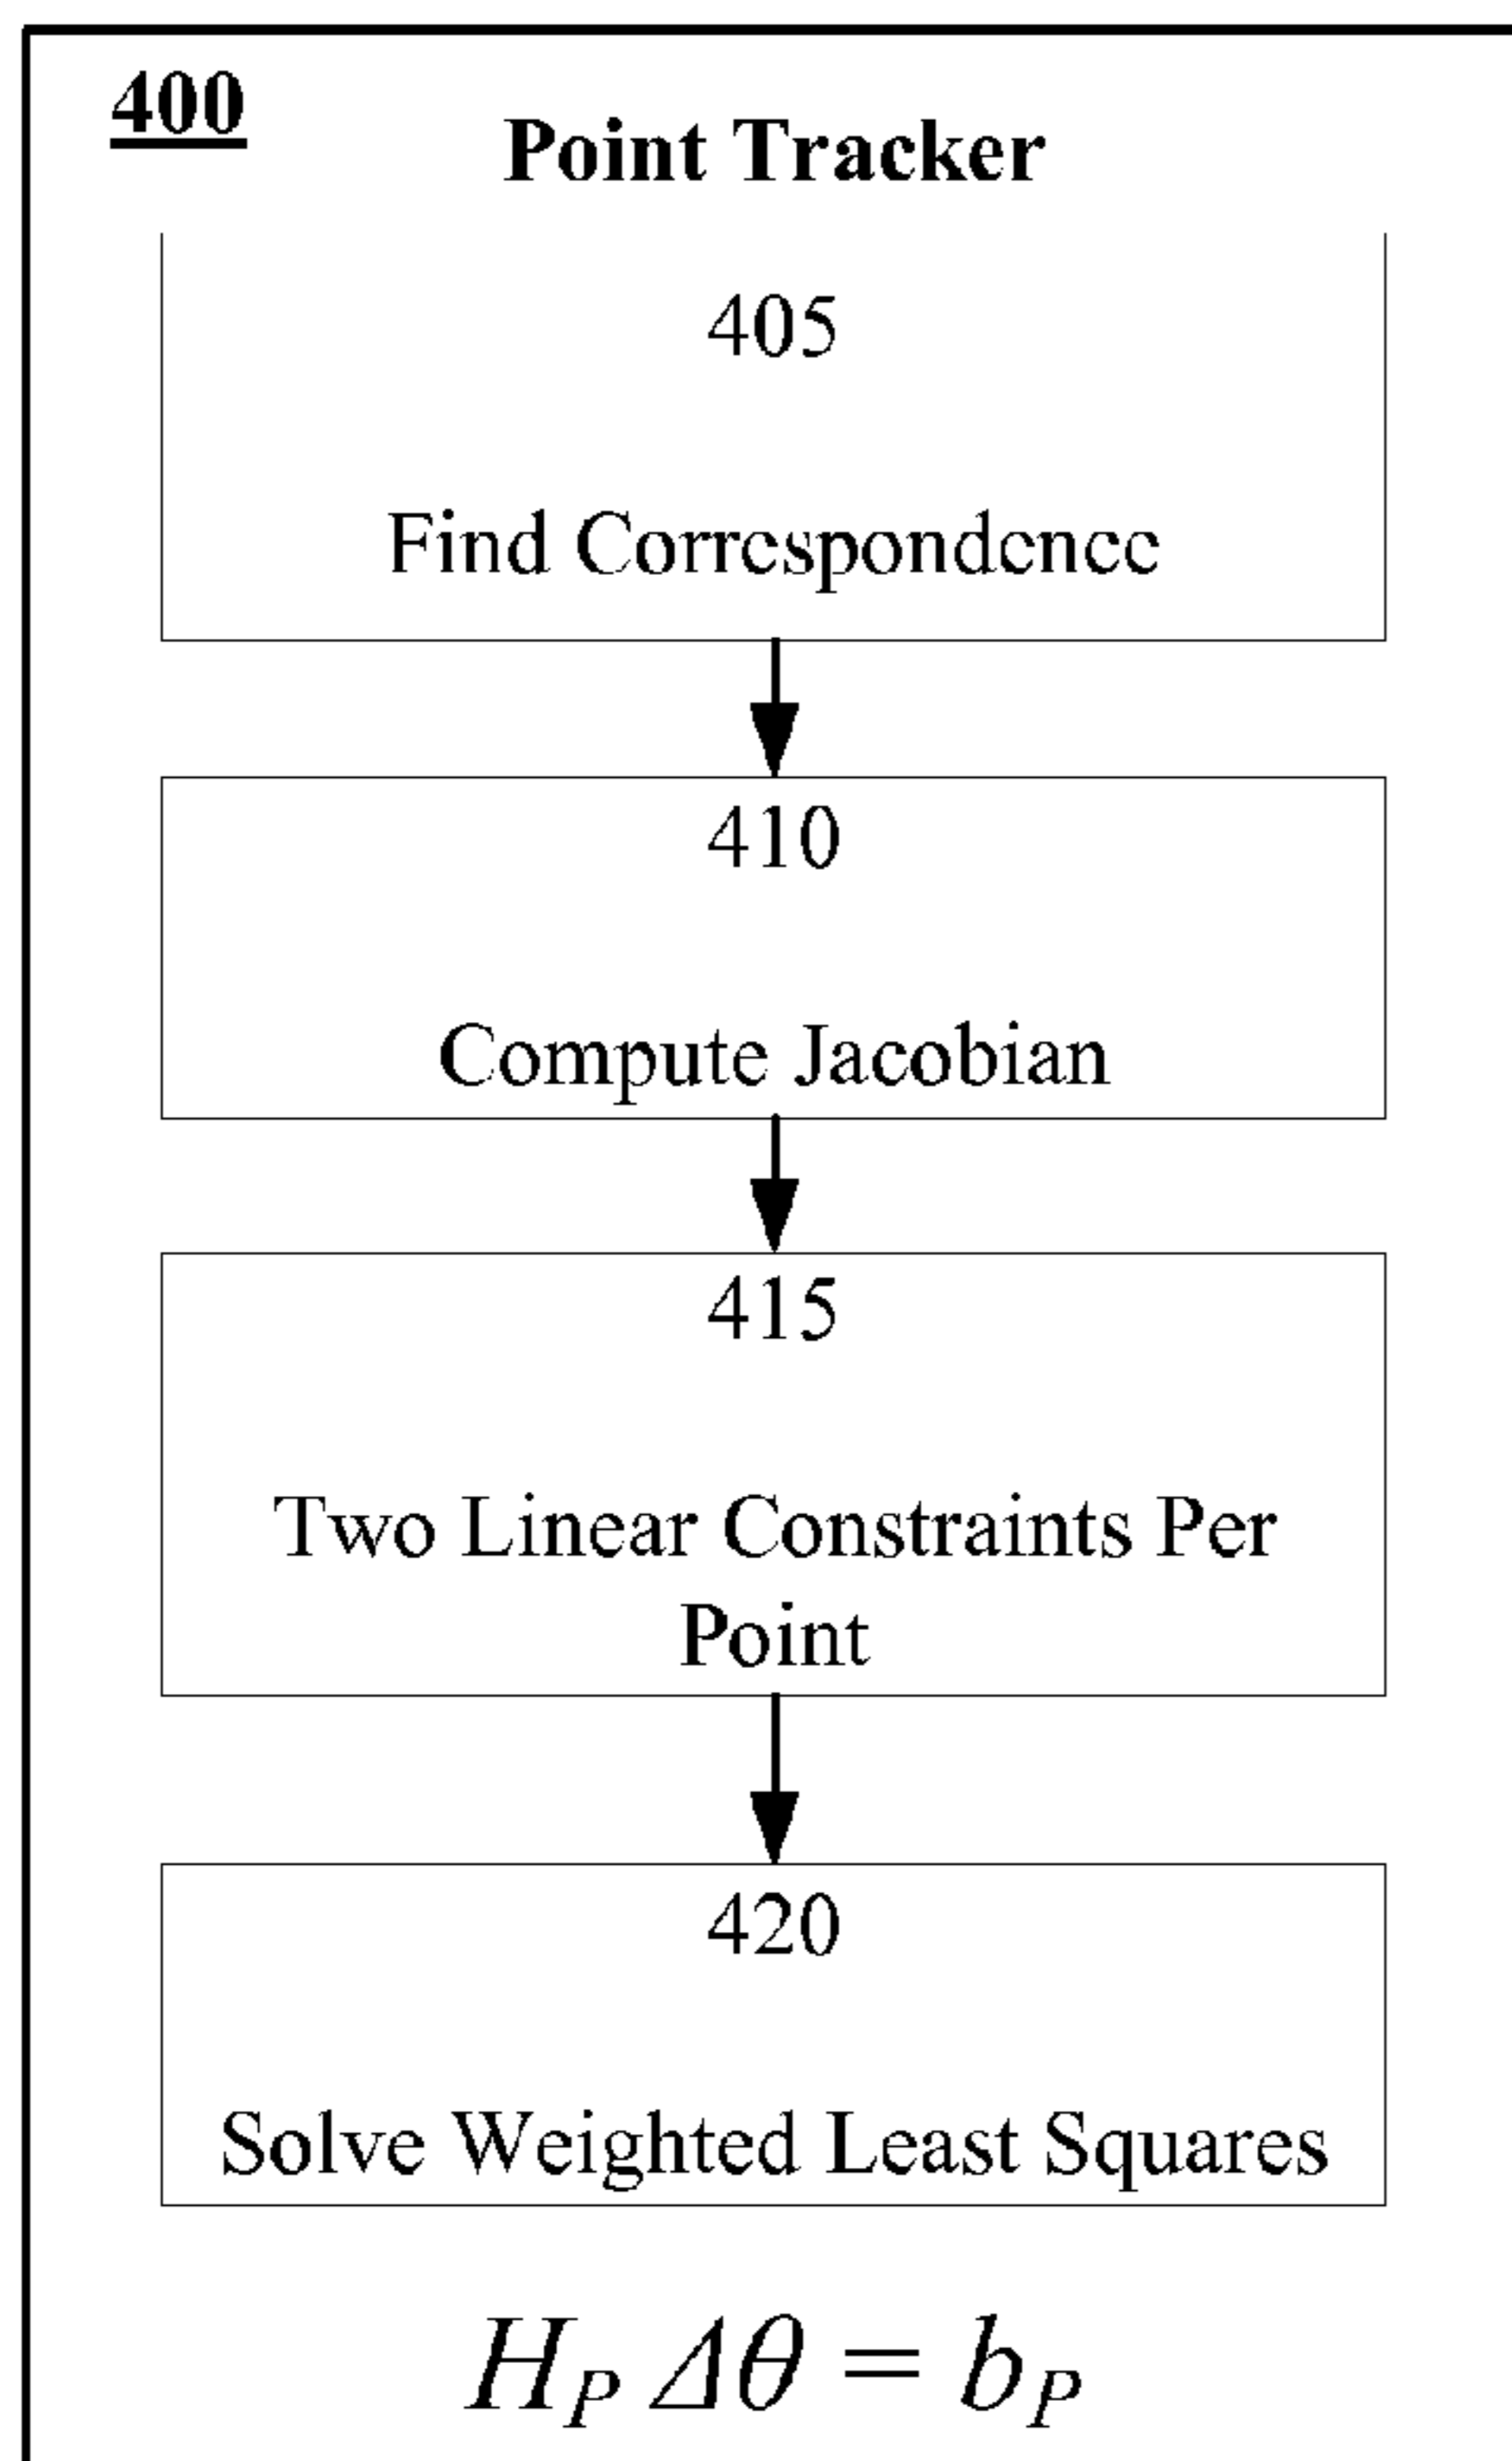 400
Point Tracker
405
Find Correspondence
410
Compute Jacobian
415
Two Linear Constraints Per
Point
420
Solve Weighted Least Squares
H_P Δθ = b_P